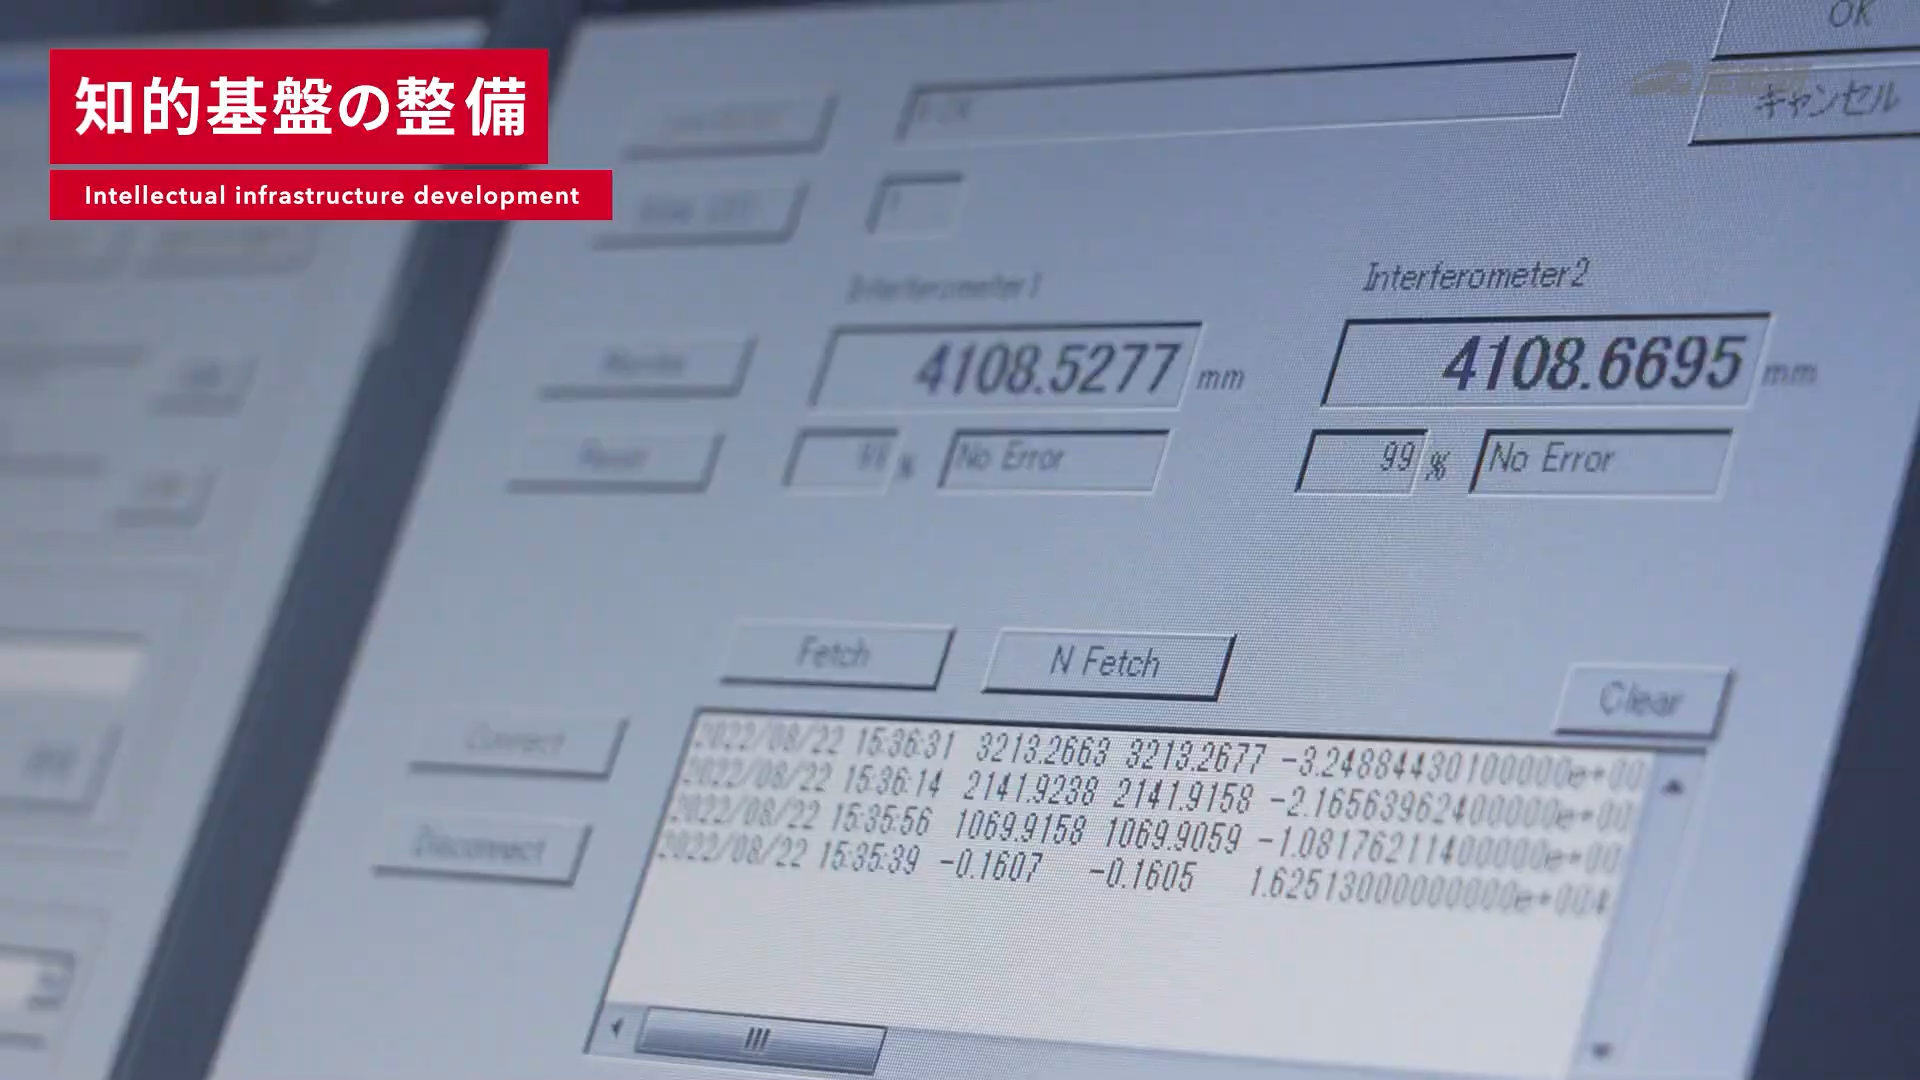 知的基盤の整備
Intellectual infrastructure development
OK
キャンセル
Interferometer1
Interferometer2
4108.5277 mm
4108.6695 mm
% No Error
99 % No Error
Fetch
N Fetch
Clear
Connect
Disconnect
2022/08/22 15:36:31 3213.2663 3213.2677 -3.24884430100000e+00
2022/08/22 15:36:14 2141.9238 2141.9158 -2.16563962400000e+00
2022/08/22 15:35:56 1069.9158 1069.9059 -1.08176211400000e+00
2022/08/22 15:35:39 -0.1607 -0.1605 1.62513000000000e+004